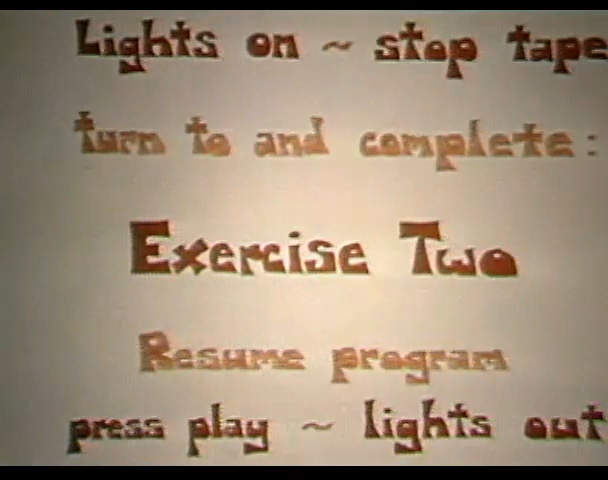 Lights on ~ stop tape
turn to and complete:
Exercise Two
Resume program
press play ~ lights out